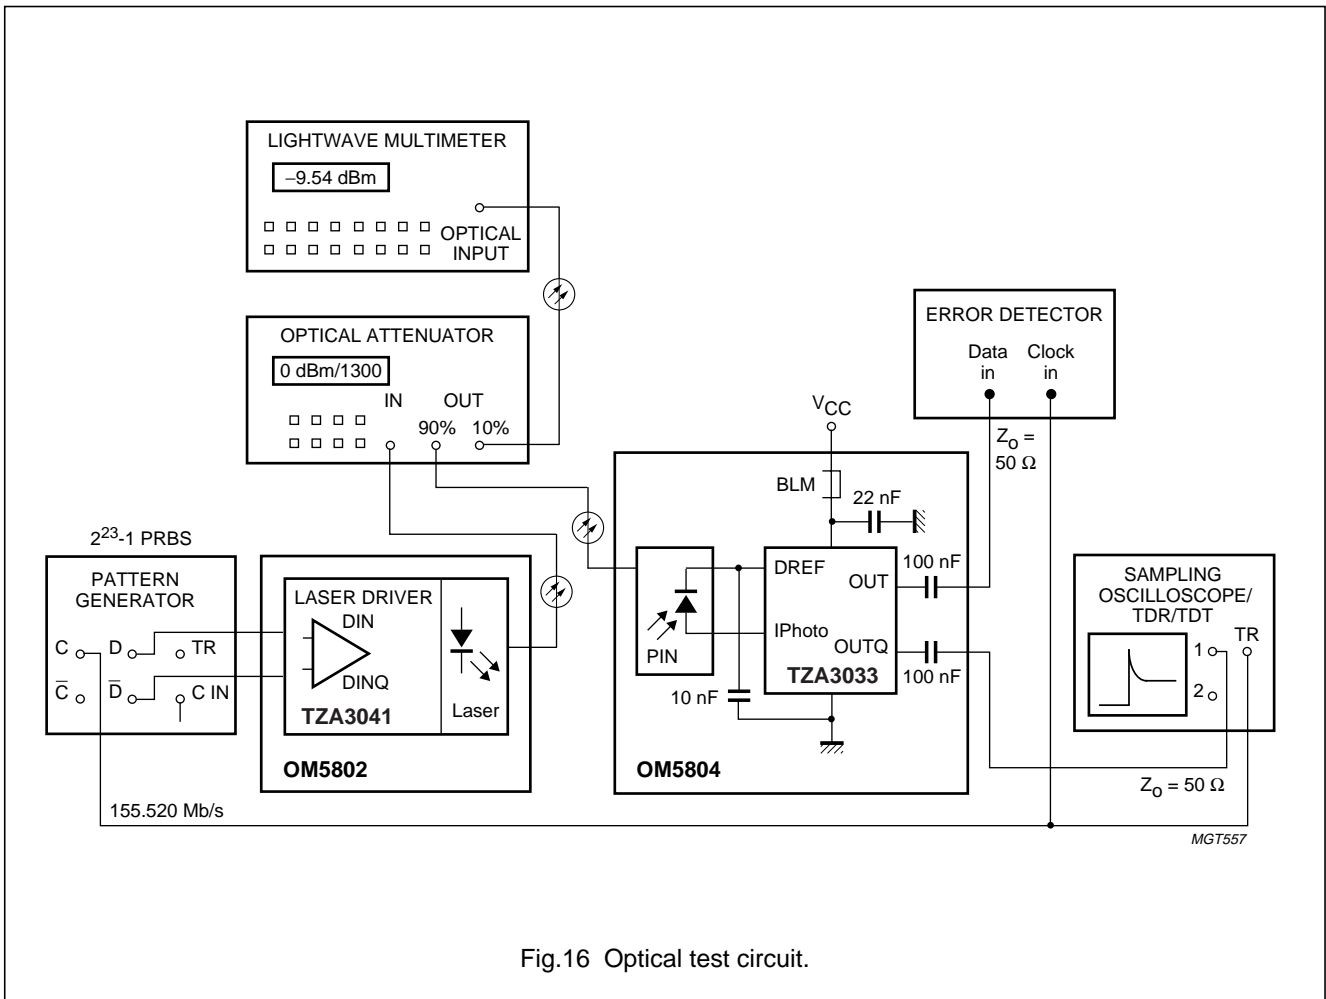 LIGHTWAVE MULTIMETER
−9.54 dBm
OPTICAL
INPUT
OPTICAL ATTENUATOR
0 dBm/1300
IN
OUT
90%
10%
ERROR DETECTOR
Data
in
Clock
in
Zo =
50 Ω
VCC
BLM
22 nF
2^23-1 PRBS
PATTERN
GENERATOR
C
D
TR
C̅
D̅
C IN
LASER DRIVER
DIN
DINQ
TZA3041
Laser
OM5802
PIN
10 nF
DREF
IPhoto
OUT
OUTQ
TZA3033
100 nF
100 nF
OM5804
SAMPLING
OSCILLOSCOPE/
TDR/TDT
1
TR
2
Zo = 50 Ω
155.520 Mb/s
MGT557
Fig.16 Optical test circuit.